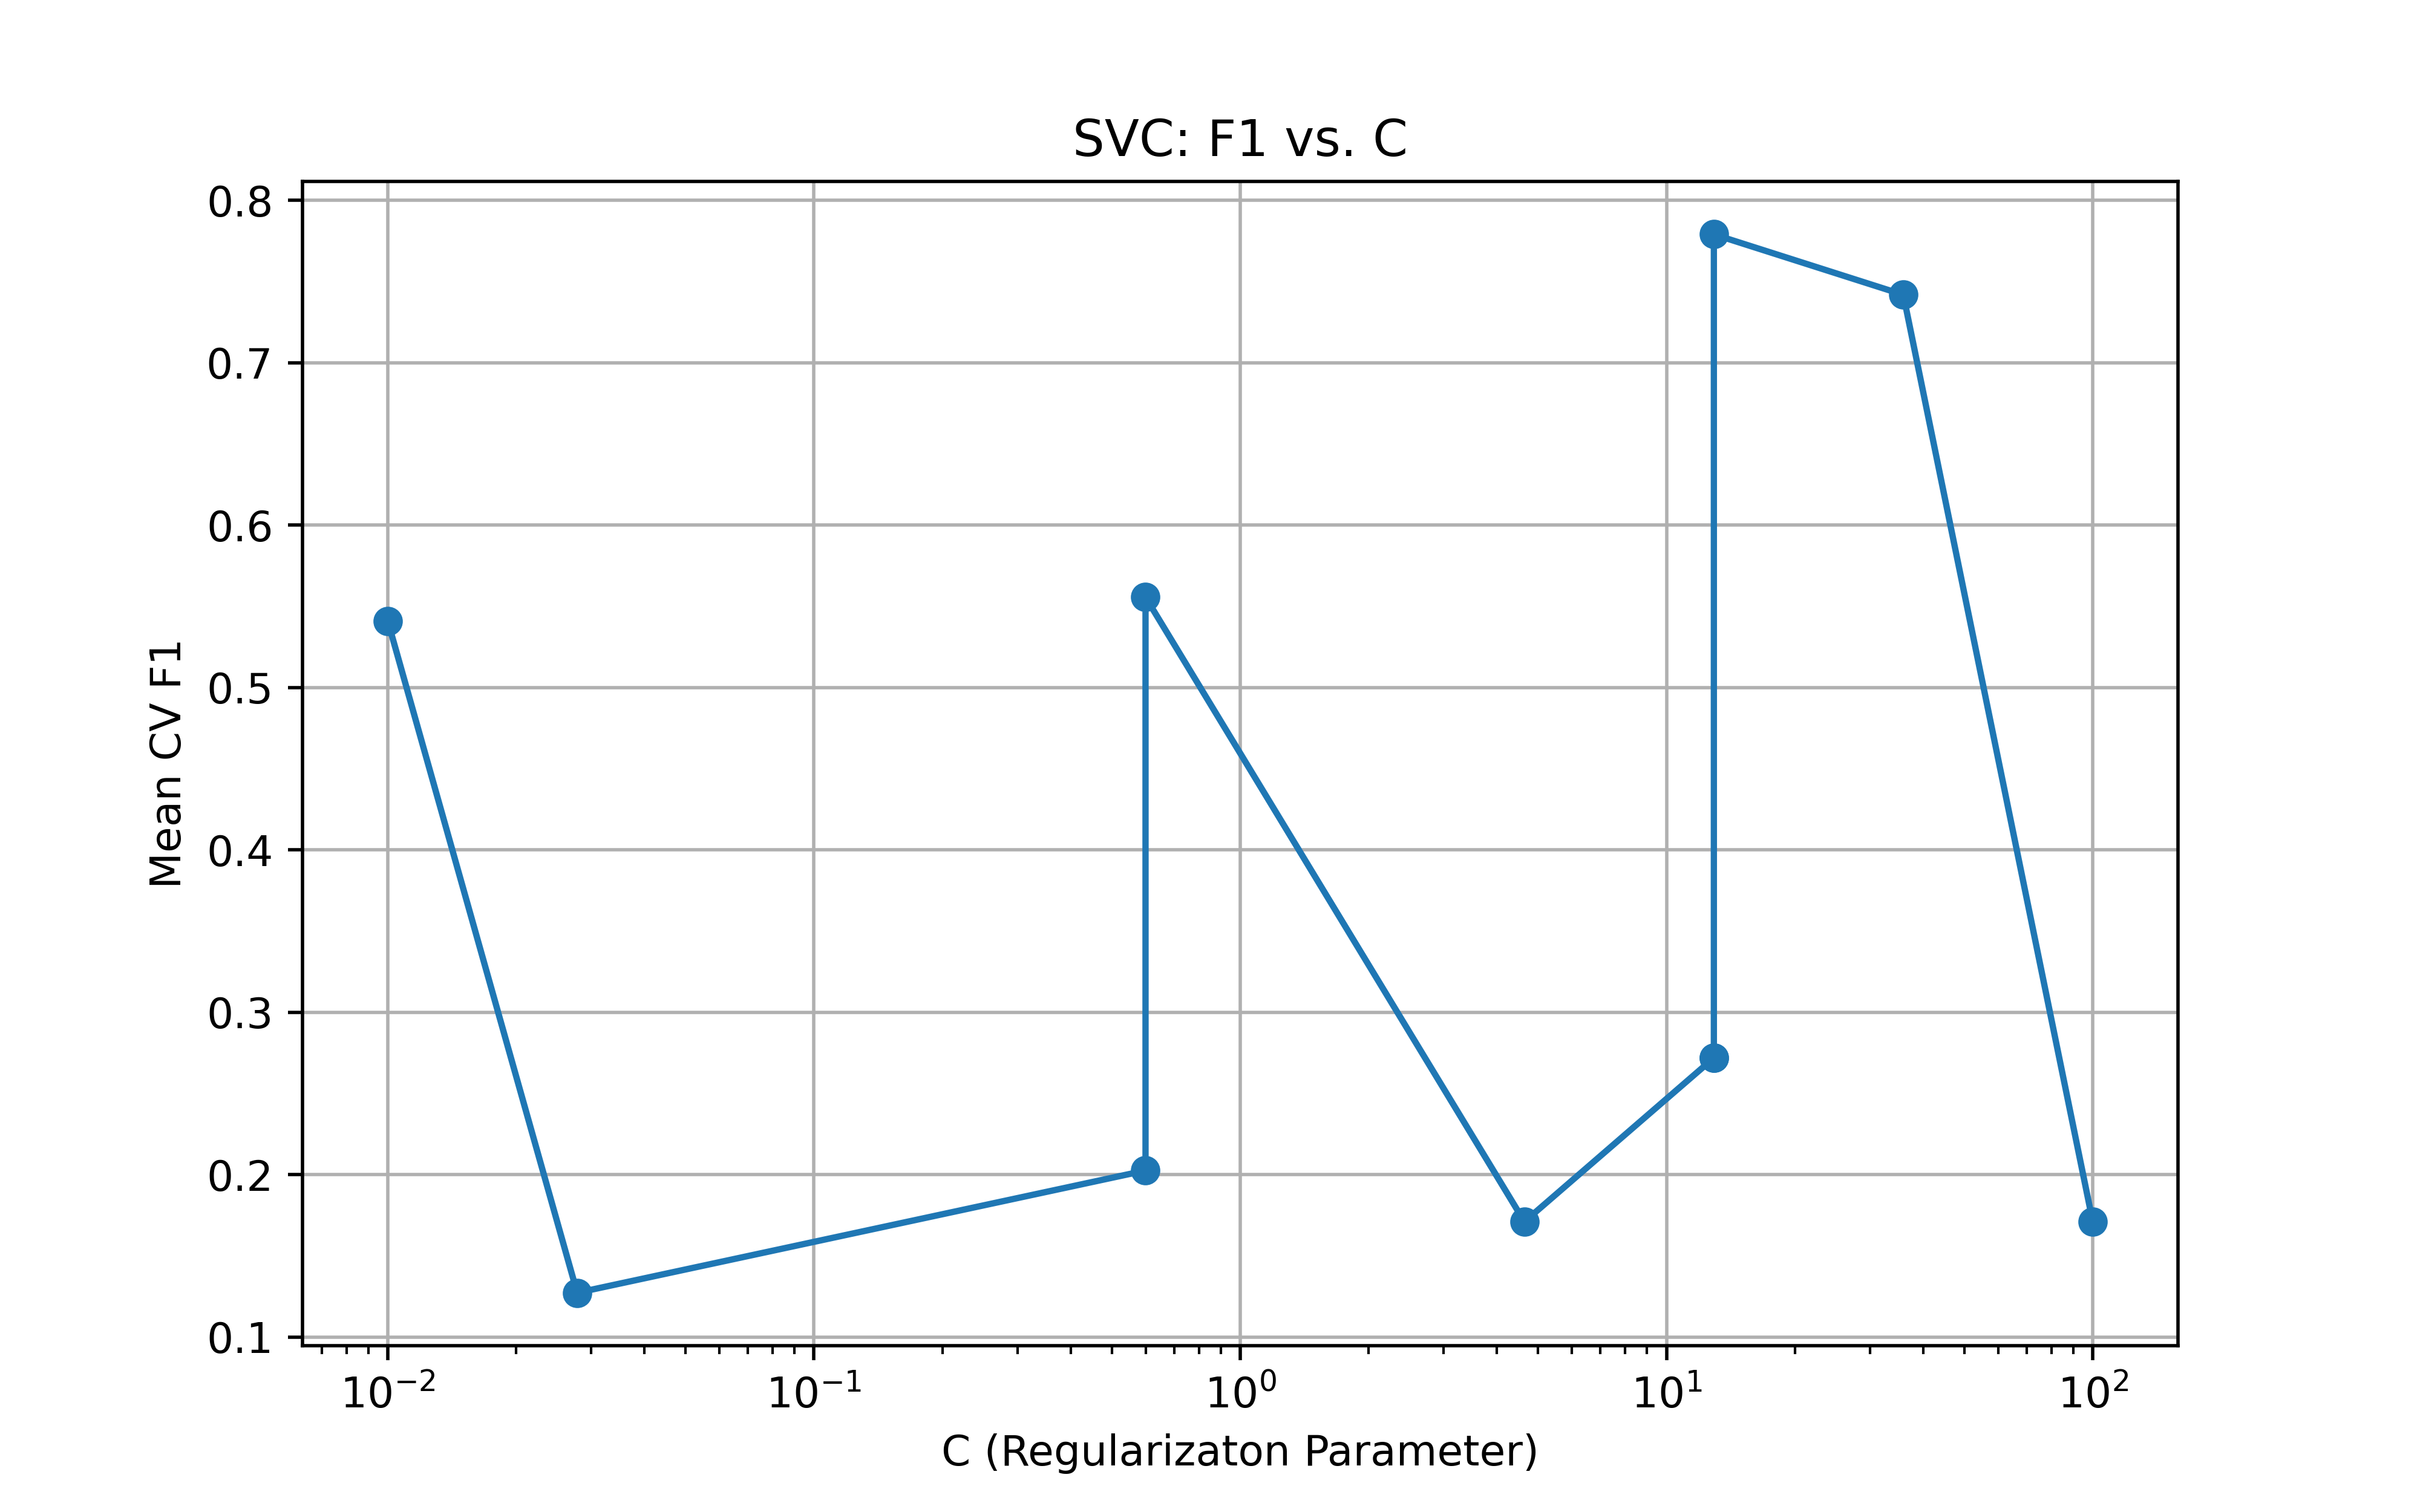 SVC: F1 vs. C
Mean CV F1
0.8
0.7
0.6
0.5
0.4
0.3
0.2
0.1
10⁻² 10⁻¹ 10⁰ 10¹ 10²
C (Regularizaton Parameter)